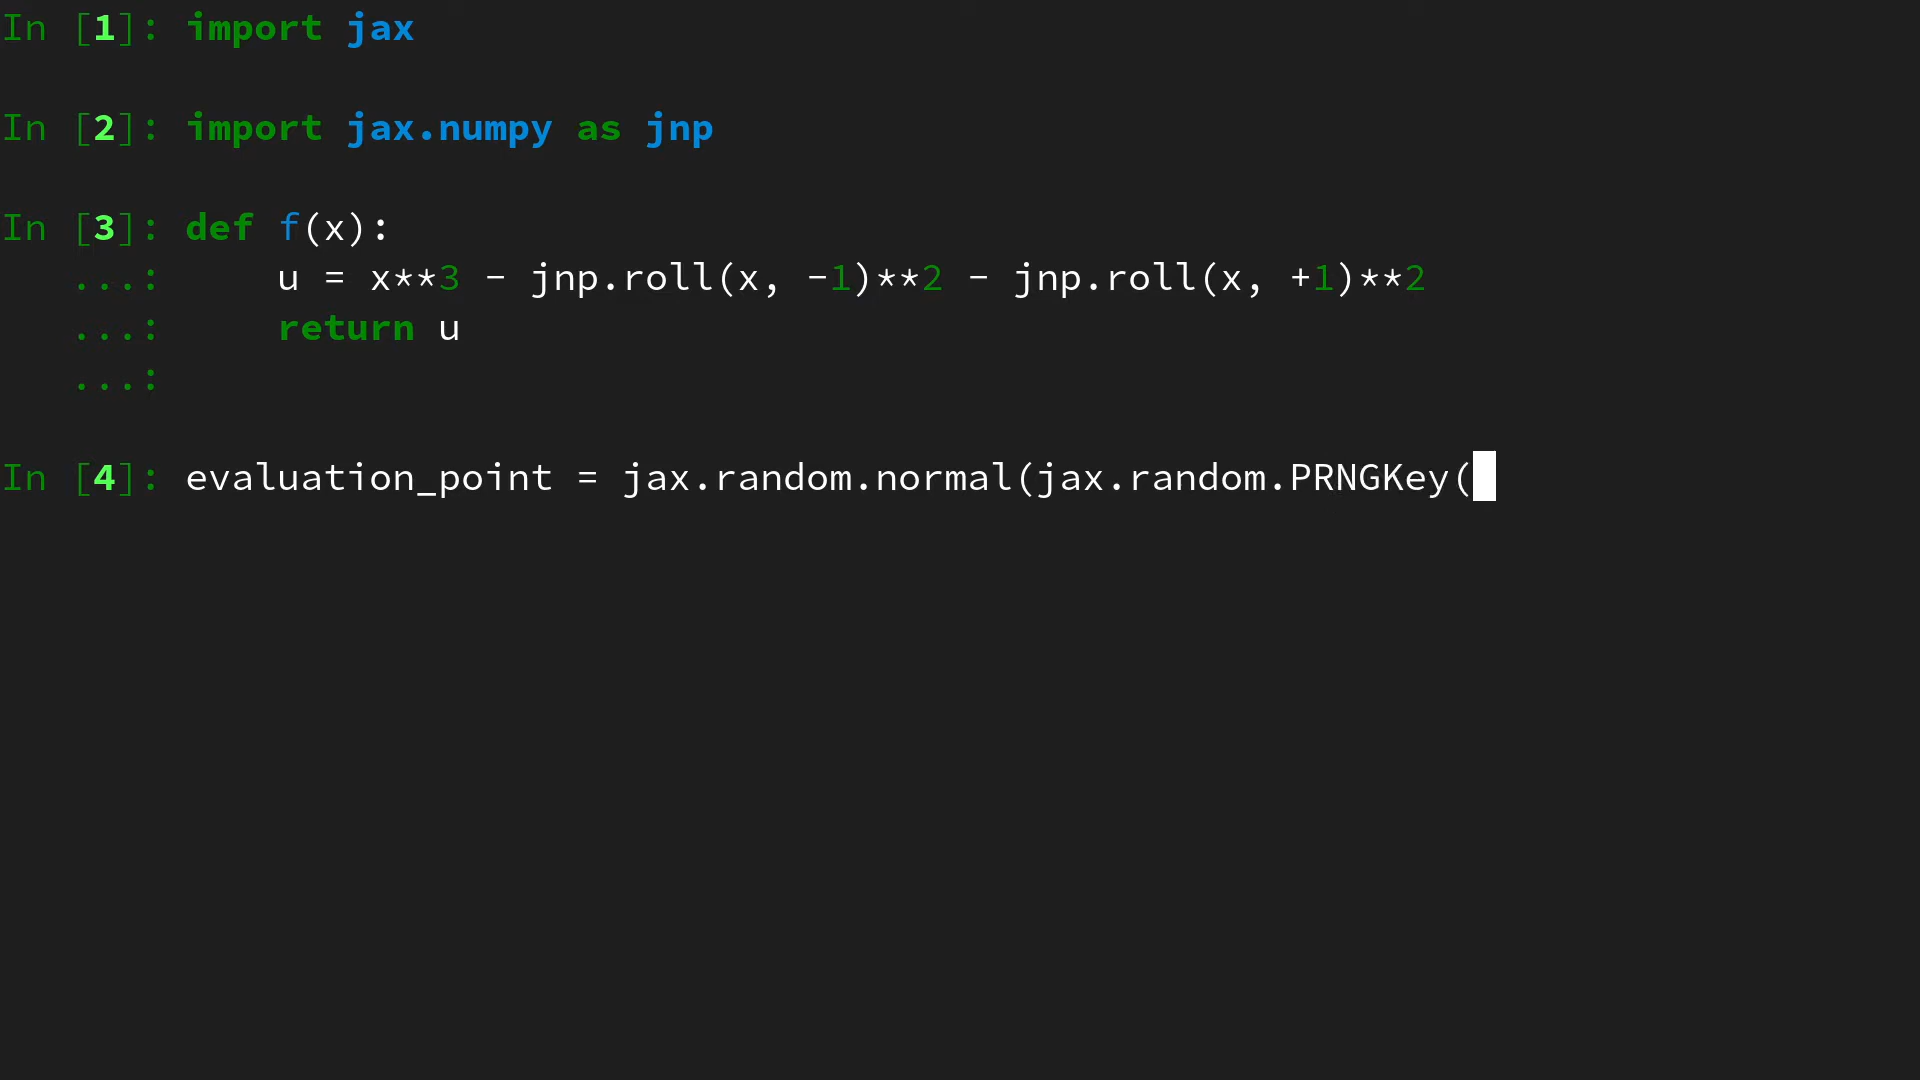 In [1]: import jax
In [2]: import jax.numpy as jnp
In [3]: def f(x):
   ...:     u = x**3 - jnp.roll(x, -1)**2 - jnp.roll(x, +1)**2
   ...:     return u
   ...:
In [4]: evaluation_point = jax.random.normal(jax.random.PRNGKey(